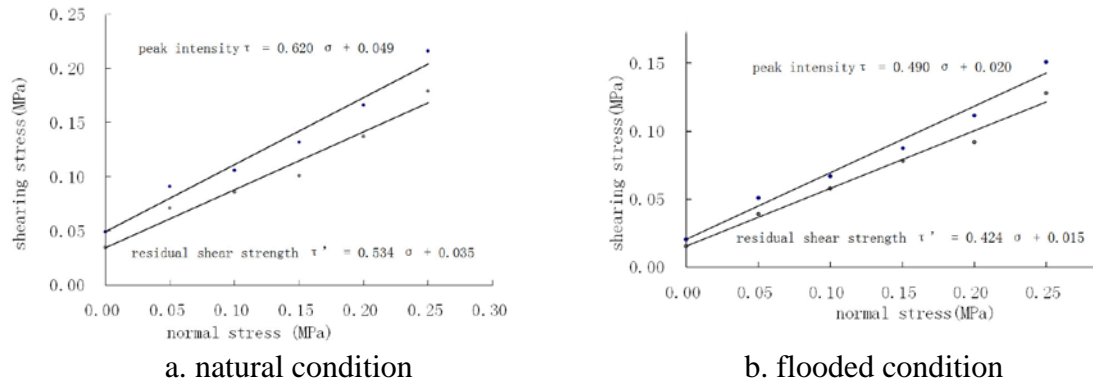 0.25
peak intensity τ = 0.620 σ + 0.049
0.20
0.15
0.10
0.05
residual shear strength τ' = 0.534 σ + 0.035
0.00
0.00 0.05 0.10 0.15 0.20 0.25 0.30
normal stress (MPa)
shearing stress(MPa)
a. natural condition
peak intensity τ = 0.490 σ + 0.020
0.15
0.10
0.05
residual shear strength τ' = 0.424 σ + 0.015
0.00
0.00 0.05 0.10 0.15 0.20 0.25
normal stress(MPa)
shearing stress(MPa)
b. flooded condition